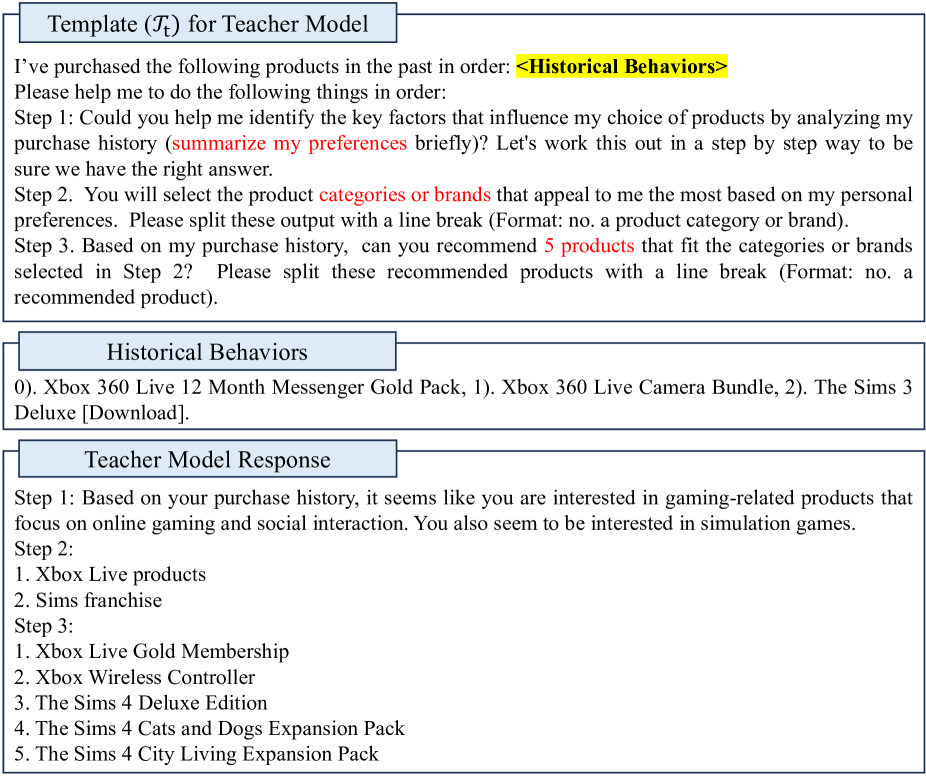 Template (𝒯t) for Teacher Model
I've purchased the following products in the past in order: <Historical Behaviors>
Please help me to do the following things in order:
Step 1: Could you help me identify the key factors that influence my choice of products by analyzing my
purchase history (summarize my preferences briefly)? Let's work this out in a step by step way to be
sure we have the right answer.
Step 2.  You will select the product categories or brands that appeal to me the most based on my personal
preferences.  Please split these output with a line break (Format: no. a product category or brand).
Step 3. Based on my purchase history,  can you recommend 5 products that fit the categories or brands
selected in Step 2?  Please split these recommended products with a line break (Format: no. a
recommended product).
Historical Behaviors
0). Xbox 360 Live 12 Month Messenger Gold Pack, 1). Xbox 360 Live Camera Bundle, 2). The Sims 3
Deluxe [Download].
Teacher Model Response
Step 1: Based on your purchase history, it seems like you are interested in gaming-related products that
focus on online gaming and social interaction. You also seem to be interested in simulation games.
Step 2:
1. Xbox Live products
2. Sims franchise
Step 3:
1. Xbox Live Gold Membership
2. Xbox Wireless Controller
3. The Sims 4 Deluxe Edition
4. The Sims 4 Cats and Dogs Expansion Pack
5. The Sims 4 City Living Expansion Pack